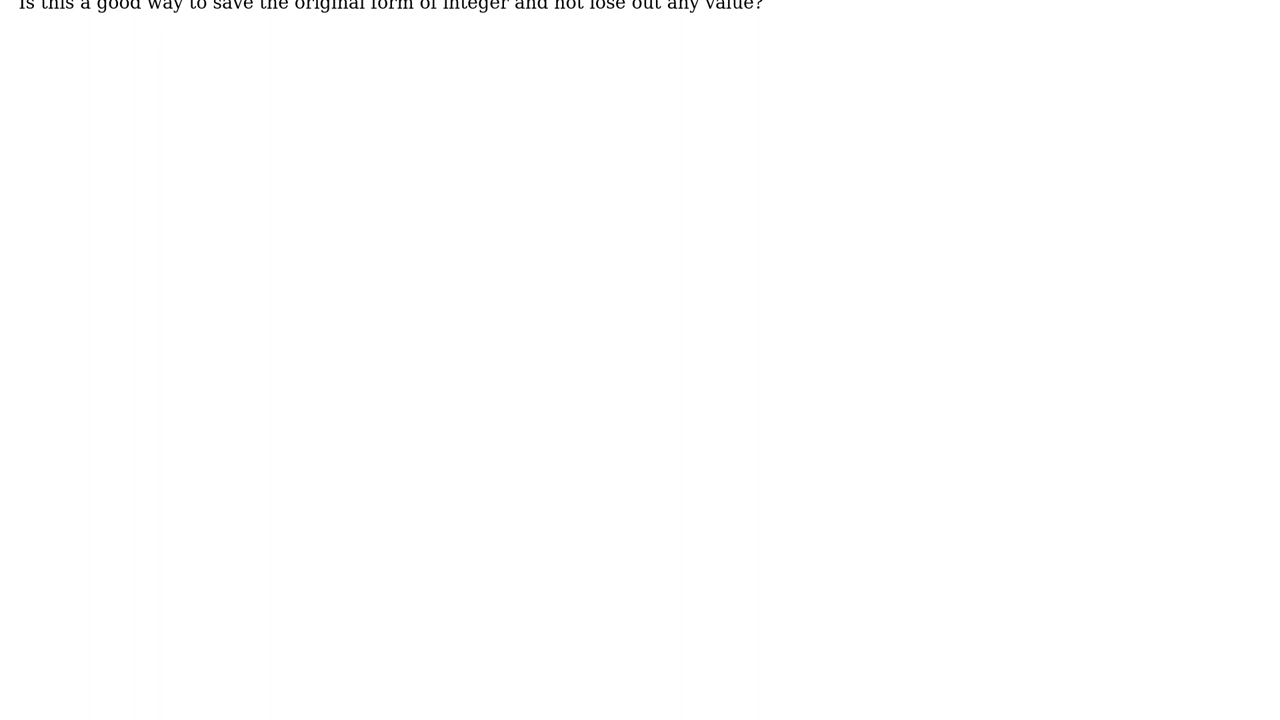 Is this a good way to save the original form of integer and not lose out any value?